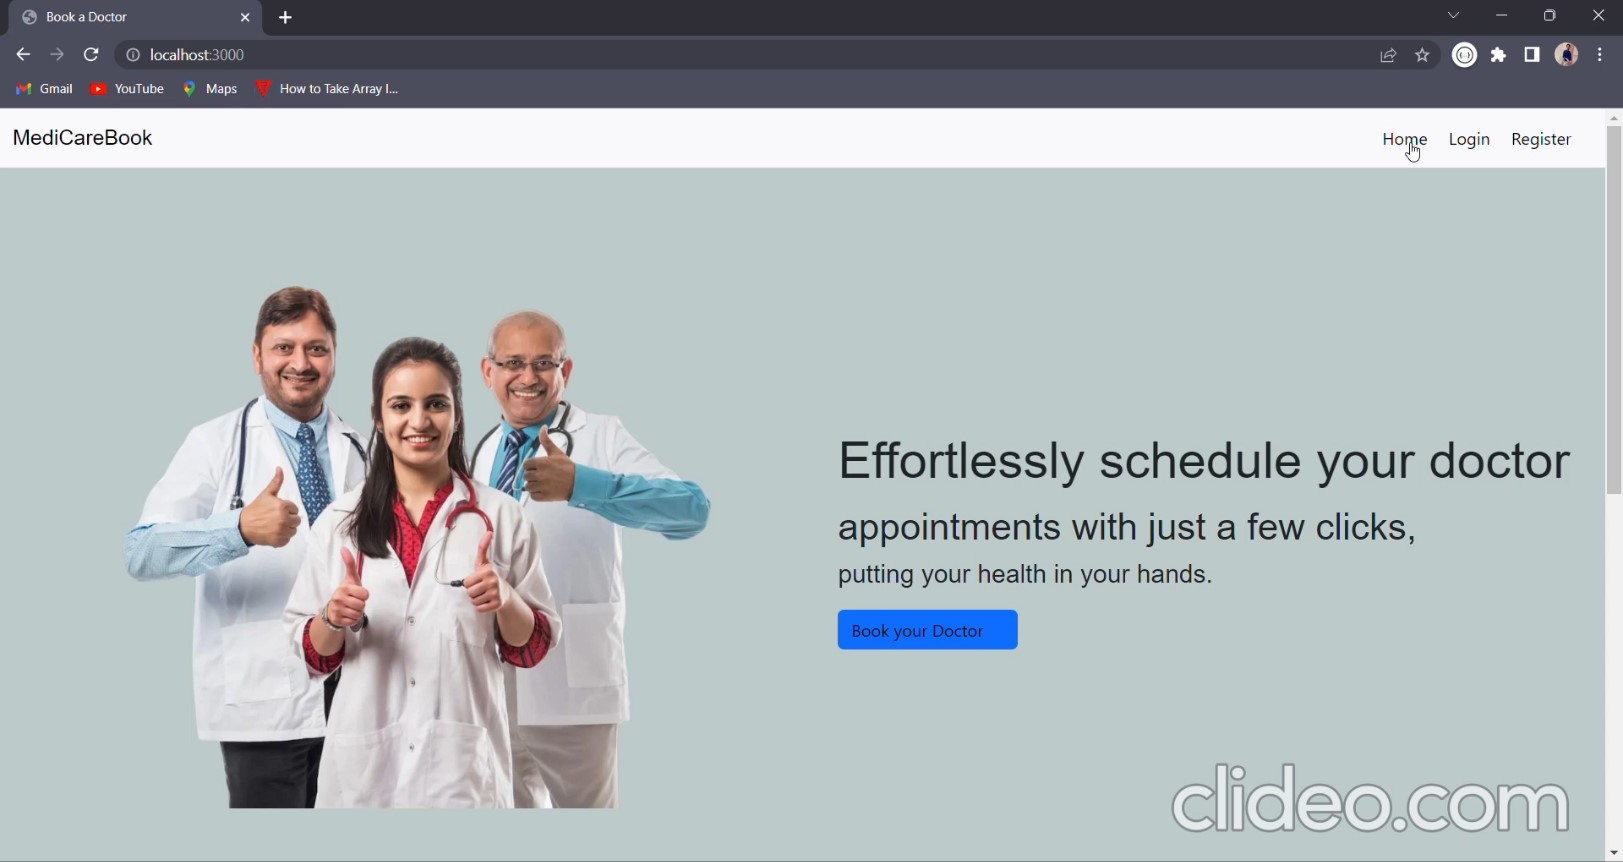 Book a Doctor
localhost:3000
Gmail
YouTube
Maps
How to Take Array I...
MediCareBook
Home
Login
Register
Effortlessly schedule your doctor
appointments with just a few clicks,
putting your health in your hands.
Book your Doctor
clideo.com